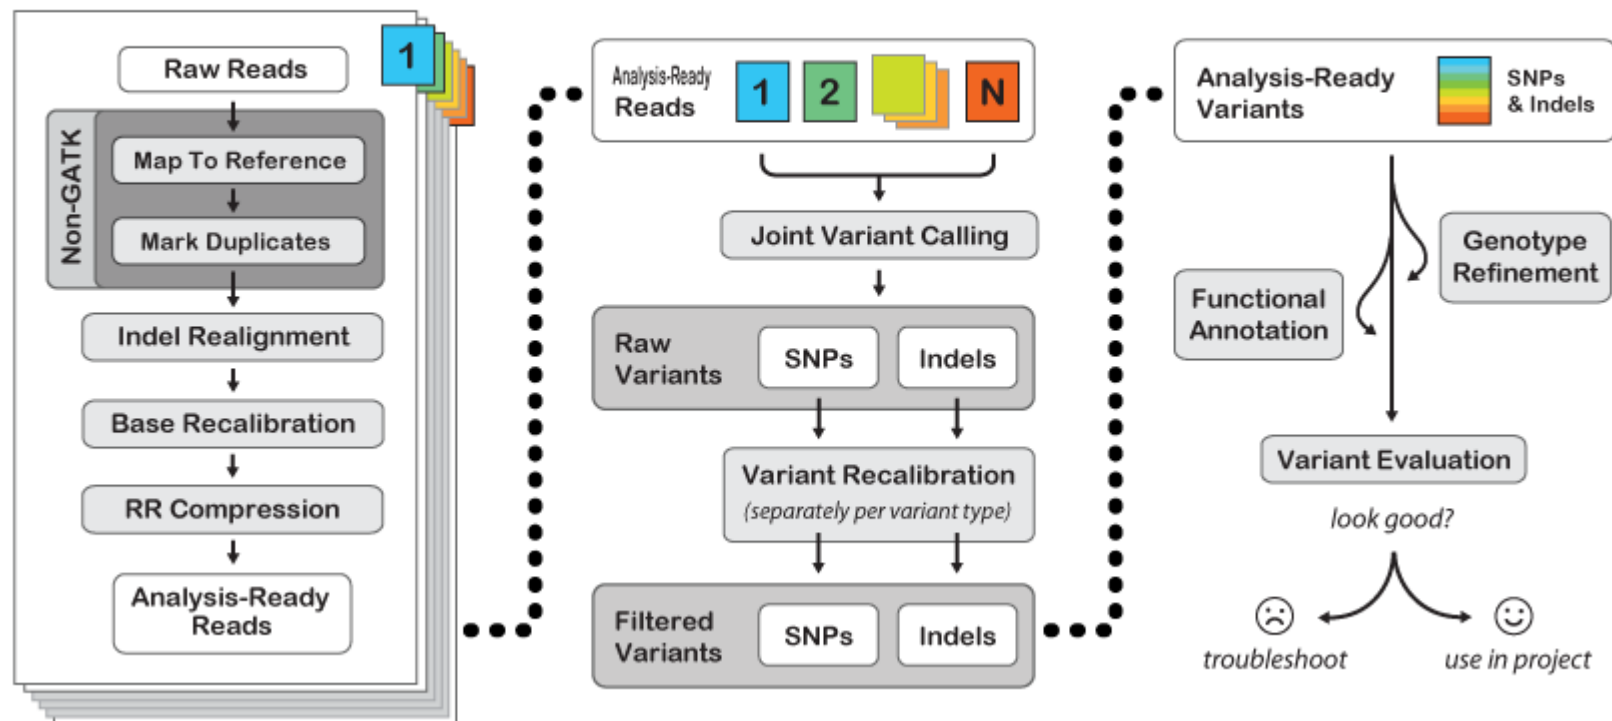 1
Raw Reads
Non-GATK
Map To Reference
Mark Duplicates
Indel Realignment
Base Recalibration
RR Compression
Analysis-Ready
Reads
Analysis-Ready
Reads
1
2
N
Joint Variant Calling
Raw
Variants
SNPs
Indels
Variant Recalibration
(separately per variant type)
Filtered
Variants
SNPs
Indels
Analysis-Ready
Variants
SNPs
& Indels
Genotype
Refinement
Functional
Annotation
Variant Evaluation
look good?
troubleshoot
use in project